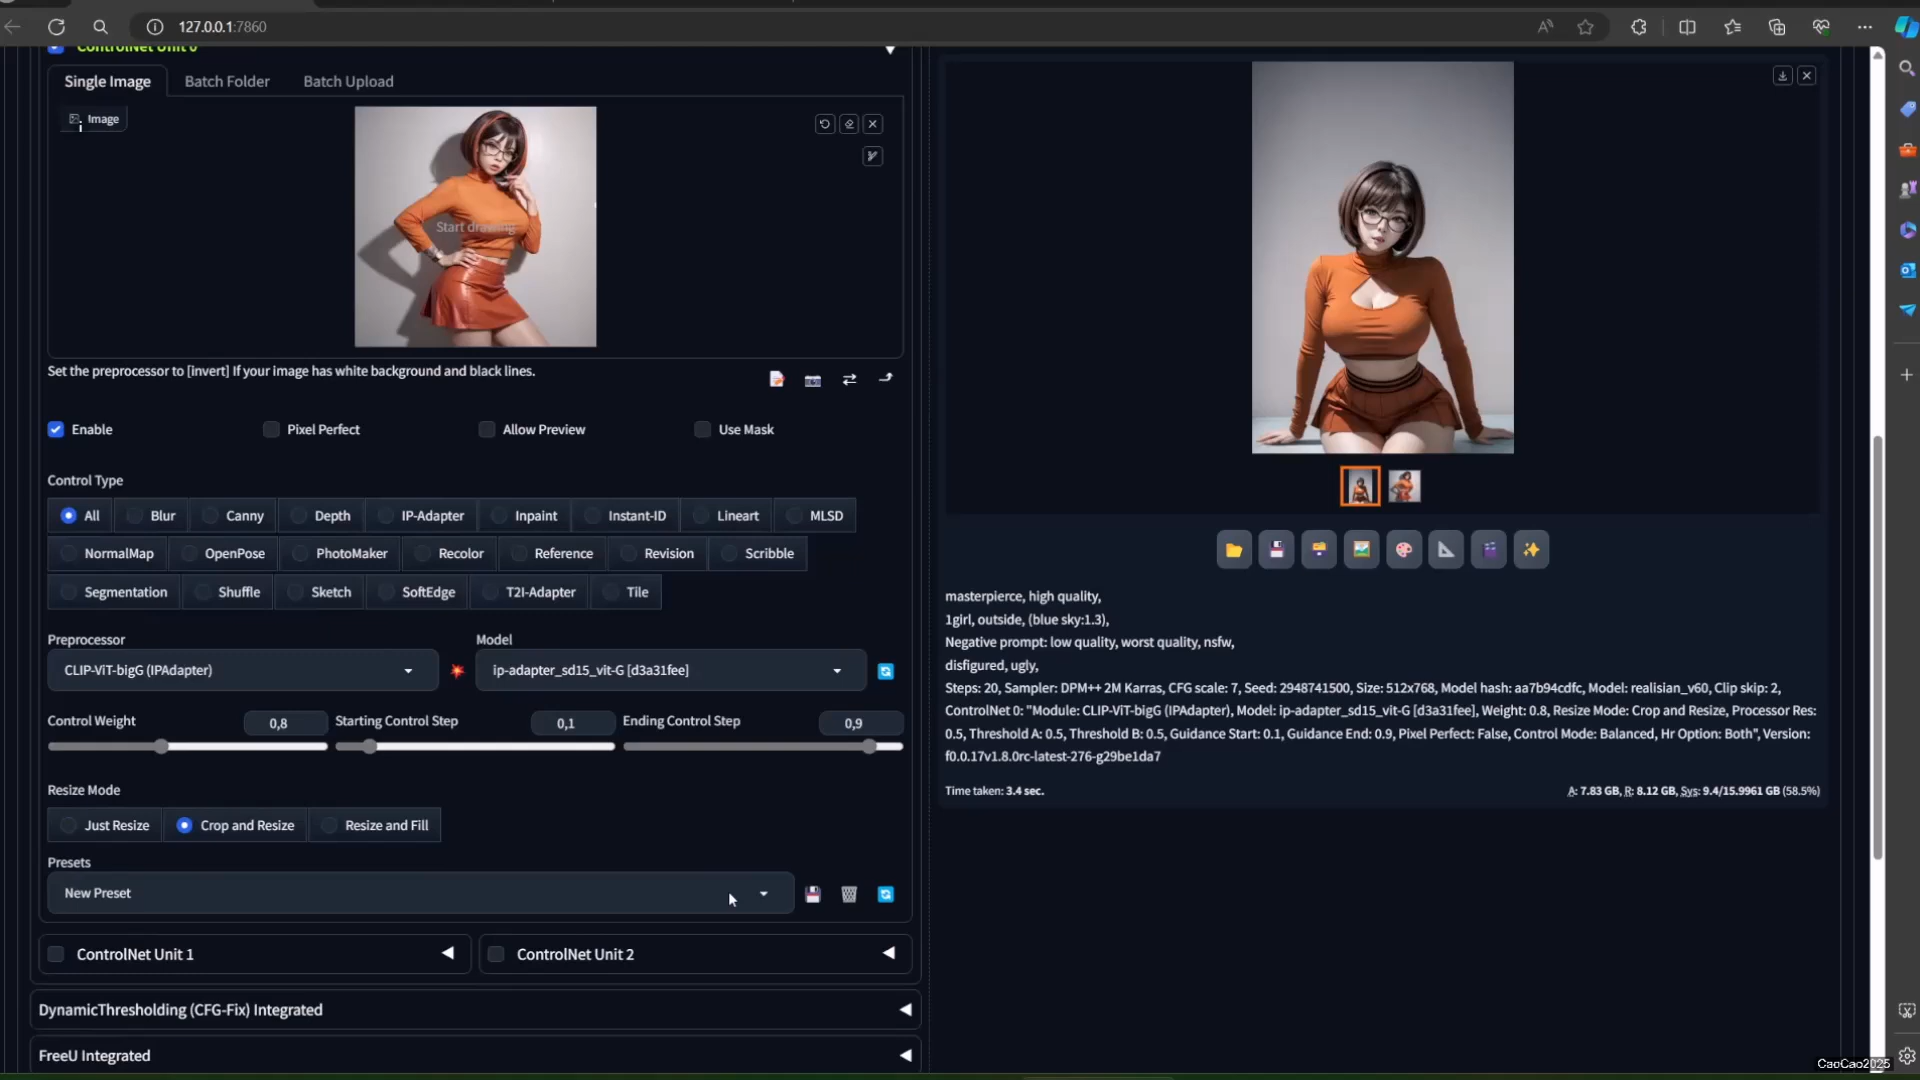 127.0.0.1:7860
ControlNet Unit 0
Single Image
Batch Folder
Batch Upload
Image
Start drawing
Set the preprocessor to [invert] If your image has white background and black lines.
Enable
Pixel Perfect
Allow Preview
Use Mask
Control Type
All
Blur
Canny
Depth
IP-Adapter
Inpaint
Instant-ID
Lineart
MLSD
NormalMap
OpenPose
PhotoMaker
Recolor
Reference
Revision
Scribble
Segmentation
Shuffle
Sketch
SoftEdge
T2I-Adapter
Tile
Preprocessor
Model
CLIP-ViT-bigG (IPAdapter)
ip-adapter_sd15_vit-G [d3a31fee]
Control Weight
0,8
Starting Control Step
0,1
Ending Control Step
0,9
Resize Mode
Just Resize
Crop and Resize
Resize and Fill
Presets
New Preset
ControlNet Unit 1
ControlNet Unit 2
DynamicThresholding (CFG-Fix) Integrated
FreeU Integrated
masterpierce, high quality,
1girl, outside, (blue sky:1.3),
Negative prompt: low quality, worst quality, nsfw,
disfigured, ugly,
Steps: 20, Sampler: DPM++ 2M Karras, CFG scale: 7, Seed: 2948741500, Size: 512x768, Model hash: aa7b94cdfc, Model: realisian_v60, Clip skip: 2,
ControlNet 0: "Module: CLIP-ViT-bigG (IPAdapter), Model: ip-adapter_sd15_vit-G [d3a31fee], Weight: 0.8, Resize Mode: Crop and Resize, Processor Res:
0.5, Threshold A: 0.5, Threshold B: 0.5, Guidance Start: 0.1, Guidance End: 0.9, Pixel Perfect: False, Control Mode: Balanced, Hr Option: Both", Version:
f0.0.17v1.8.0rc-latest-276-g29be1da7
Time taken: 3.4 sec.
A: 7.83 GB, R: 8.12 GB, Sys: 9.4/15.9961 GB (58.5%)
CaoCao2025